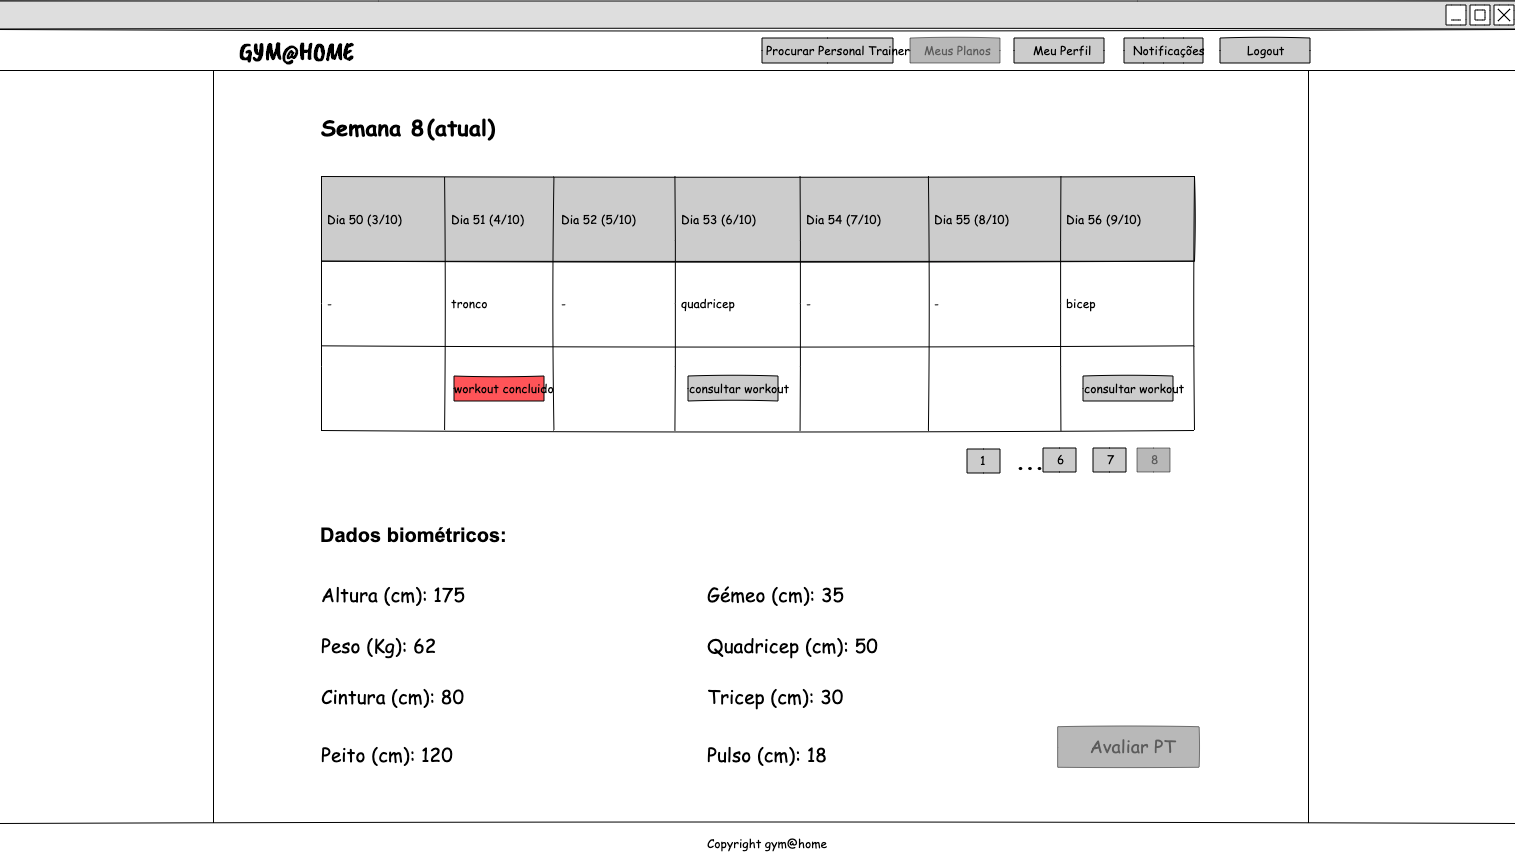 GYM@HOME
Procurar Personal Trainer Meus Planos Meu Perfil Notificações Logout
Semana 8 (atual)
Dia 50 (3/10) Dia 51 (4/10) Dia 52 (5/10) Dia 53 (6/10) Dia 54 (7/10) Dia 55 (8/10) Dia 56 (9/10)
- tronco - quadricep - - bicep
workout concluido consultar workout consultar workout
1 ... 6 7 8
Dados biométricos:
Altura (cm): 175 Gémeo (cm): 35
Peso (Kg): 62 Quadricep (cm): 50
Cintura (cm): 80 Tricep (cm): 30
Peito (cm): 120 Pulso (cm): 18
Avaliar PT
Copyright gym@home